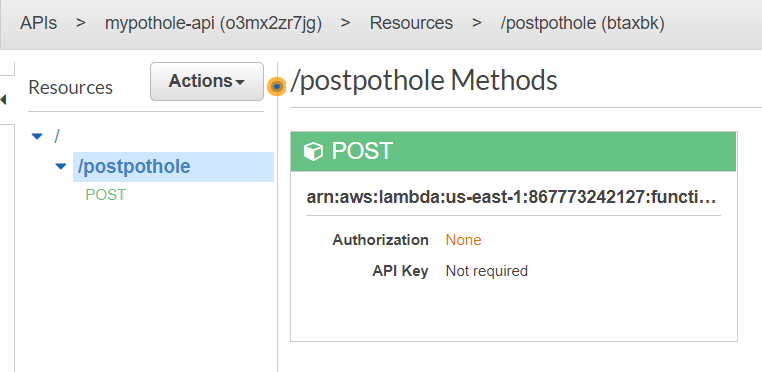 APIs > mypothole-api (o3mx2zr7jg) > Resources > /postpothole (btaxbk)
Resources
Actions
/
/postpothole
POST
/postpothole Methods
POST
arn:aws:lambda:us-east-1:867773242127:functi...
Authorization None
API Key Not required